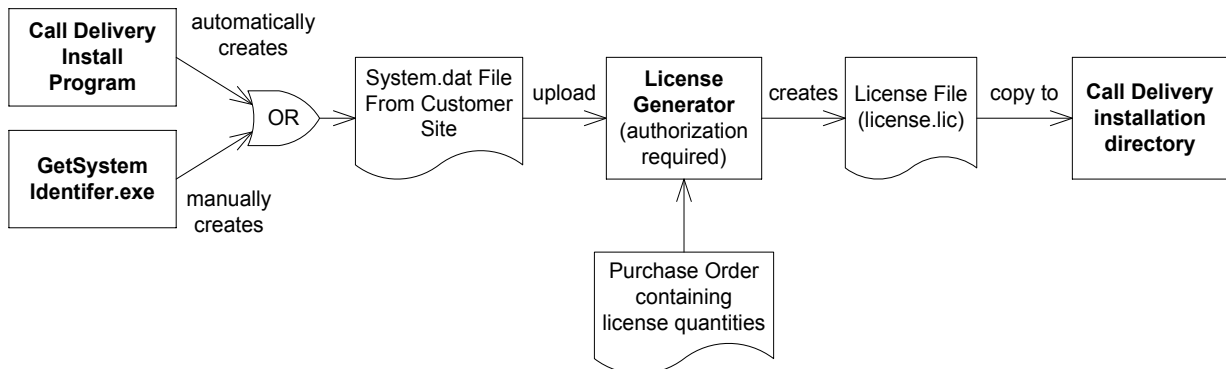 Call Delivery
Install
Program
automatically
creates
GetSystem
Identifer.exe
manually
creates
OR
System.dat File
From Customer
Site
upload
License
Generator
(authorization
required)
Purchase Order
containing
license quantities
creates
License File
(license.lic)
copy to
Call Delivery
installation
directory